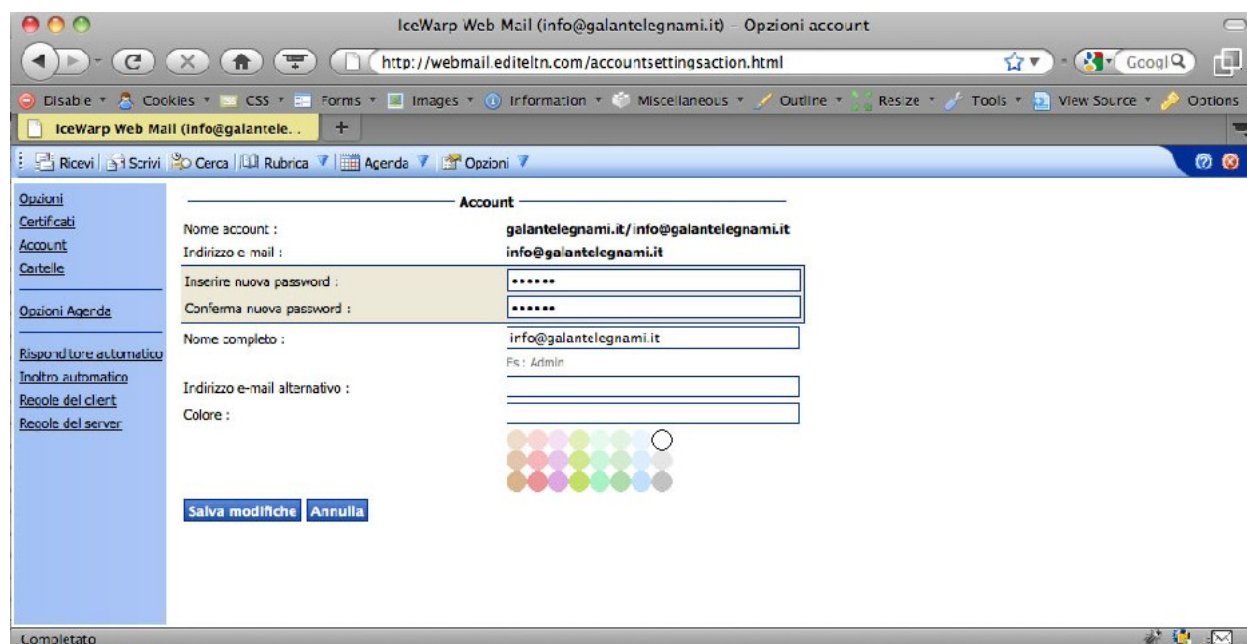 IceWarp Web Mail (info@galantelegnami.it) – Opzioni account
http://webmail.editeltn.com/accountsettingsaction.html
Googl
Disable Cookies CSS Forms Images Information Miscellaneous Outline Resize Tools View Source Options
IceWarp Web Mail (info@galantele...
Ricevi Scrivi Cerca Rubrica Agenda Opzioni
Opzioni
Certificati
Account
Cartelle
Opzioni Agenda
Risponditore automatico
Inoltro automatico
Regole del client
Regole del server
Account
Nome account : galantelegnami.it/info@galantelegnami.it
Indirizzo e-mail : info@galantelegnami.it
Inserire nuova password : ••••••
Conferma nuova password : ••••••
Nome completo : info@galantelegnami.it
Es : Admin
Indirizzo e-mail alternativo :
Colore :
Salva modifiche Annulla
Completato